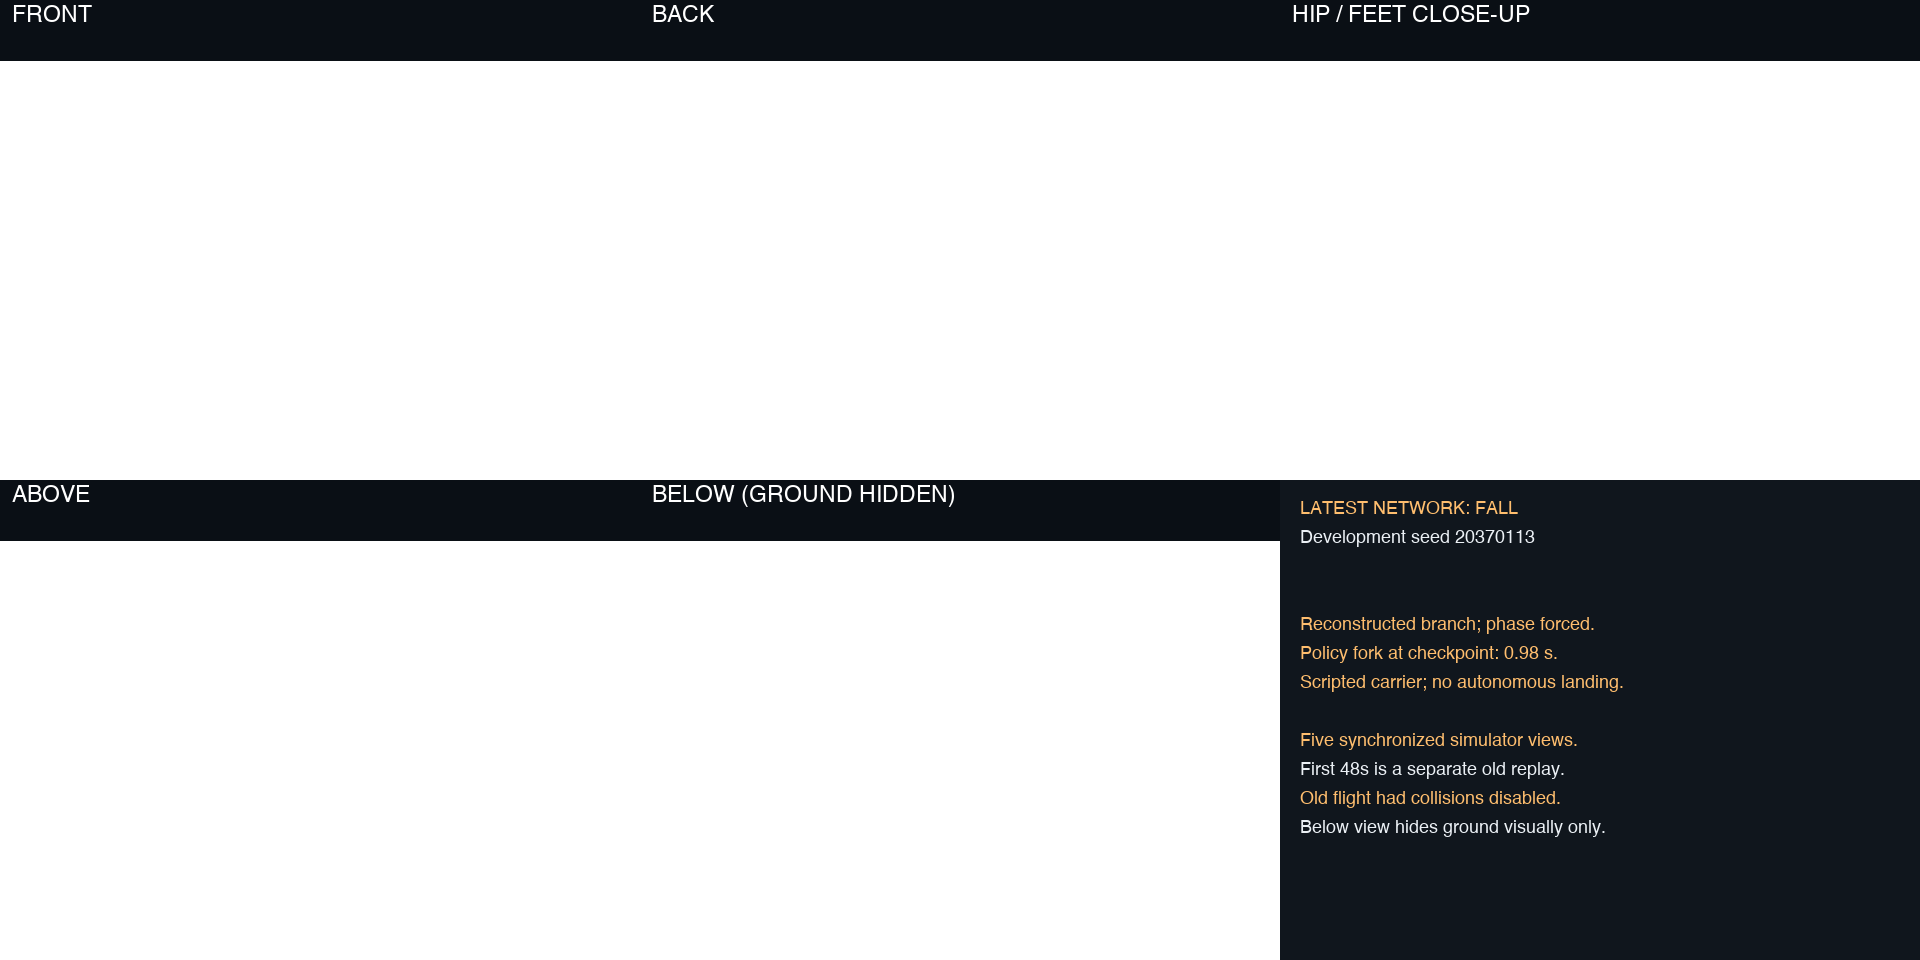 FRONT
BACK
HIP / FEET CLOSE-UP
ABOVE
BELOW (GROUND HIDDEN)
LATEST NETWORK: FALL
Development seed 20370113
Reconstructed branch; phase forced.
Policy fork at checkpoint: 0.98 s.
Scripted carrier; no autonomous landing.
Five synchronized simulator views.
First 48s is a separate old replay.
Old flight had collisions disabled.
Below view hides ground visually only.